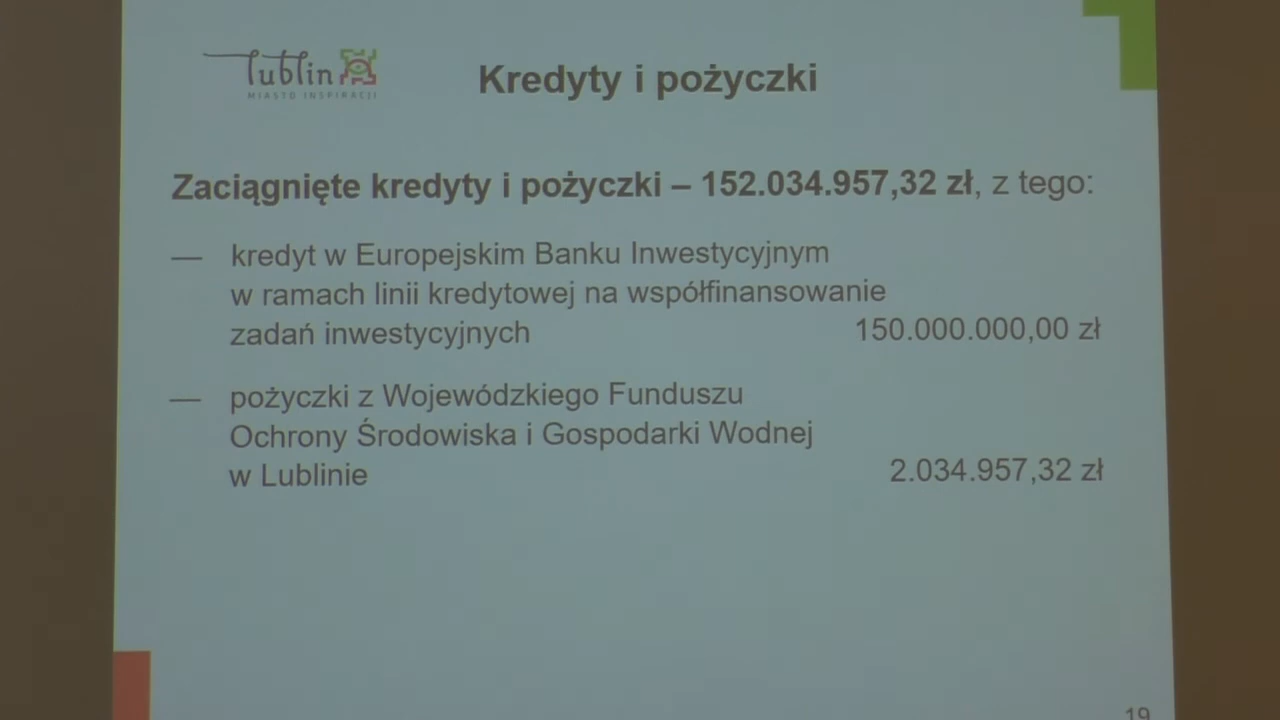 lublin
MIASTO INSPIRACJI
Kredyty i pożyczki
Zaciągnięte kredyty i pożyczki – 152.034.957,32 zł, z tego:
— kredyt w Europejskim Banku Inwestycyjnym
w ramach linii kredytowej na współfinansowanie
zadań inwestycyjnych 150.000.000,00 zł
— pożyczki z Wojewódzkiego Funduszu
Ochrony Środowiska i Gospodarki Wodnej
w Lublinie 2.034.957,32 zł
19